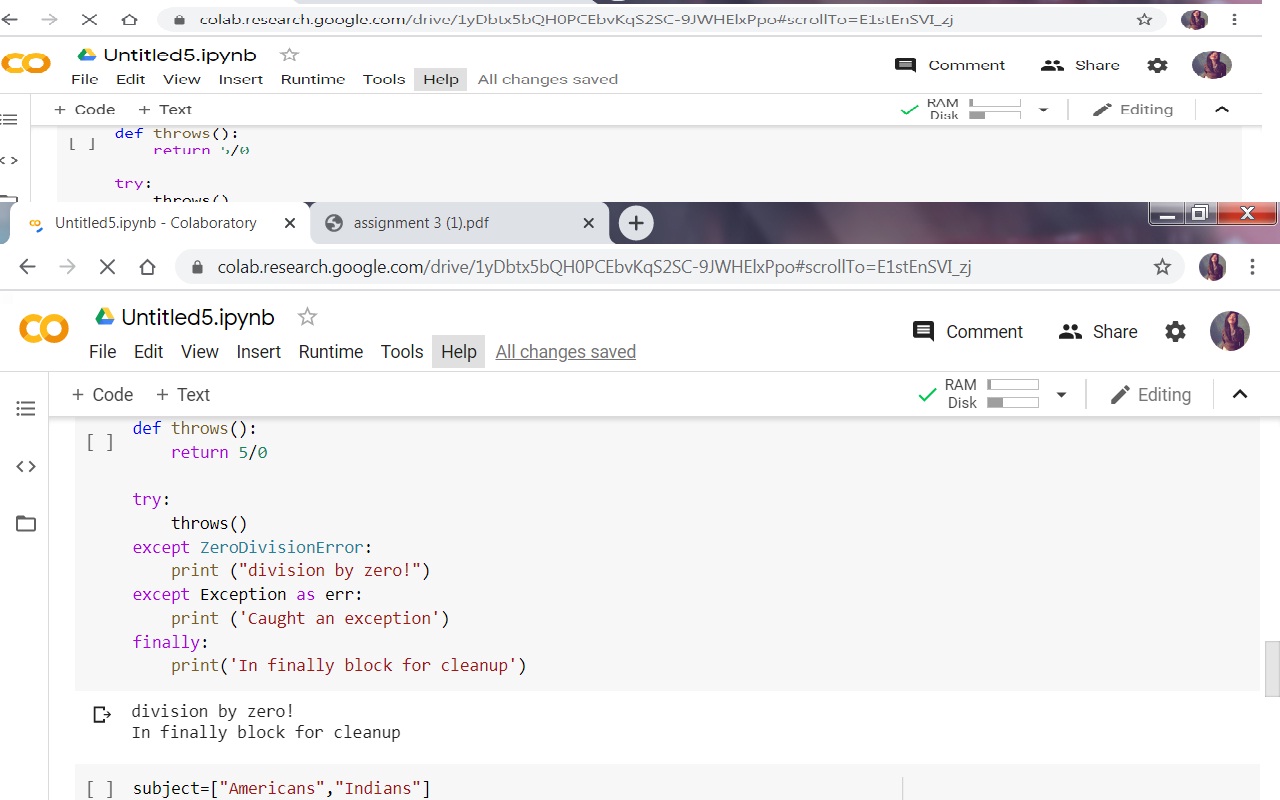 colab.research.google.com/drive/1yDbtx5bQH0PCEbvKqS2SC-9JWHElxPpo#scrollTo=E1stEnSVI_zj
Untitled5.ipynb
File Edit View Insert Runtime Tools Help All changes saved
Comment Share
+ Code + Text
RAM
Disk
Editing
[ ] def throws():
return 5/0
try:
throws()
Untitled5.ipynb - Colaboratory
assignment 3 (1).pdf
colab.research.google.com/drive/1yDbtx5bQH0PCEbvKqS2SC-9JWHElxPpo#scrollTo=E1stEnSVI_zj
Untitled5.ipynb
File Edit View Insert Runtime Tools Help All changes saved
Comment Share
+ Code + Text
RAM
Disk
Editing
[ ] def throws():
return 5/0
try:
throws()
except ZeroDivisionError:
print ("division by zero!")
except Exception as err:
print ('Caught an exception')
finally:
print('In finally block for cleanup')
division by zero!
In finally block for cleanup
[ ] subject=["Americans","Indians"]